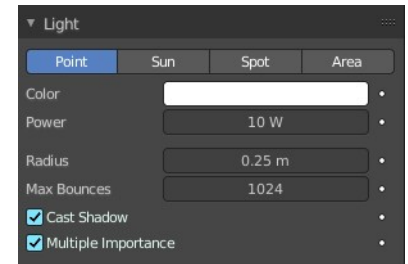 Light
Point Sun Spot Area
Color
Power 10 W
Radius 0.25 m
Max Bounces 1024
Cast Shadow
Multiple Importance